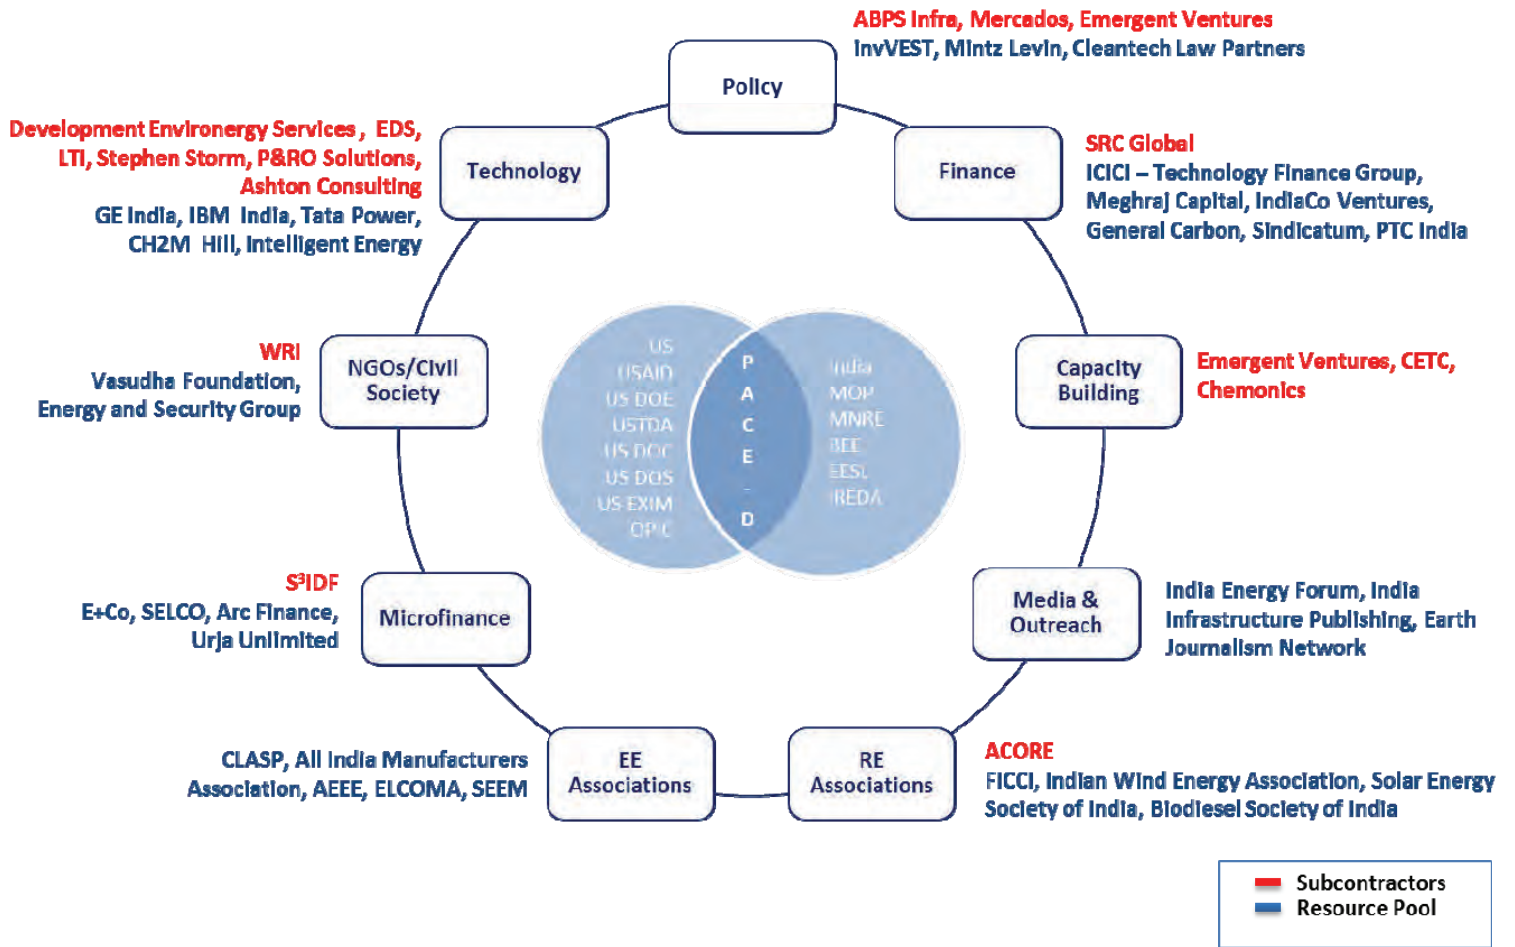 ABPS Infra, Mercados, Emergent Ventures
InvVEST, Mintz Levin, Cleantech Law Partners
Policy
Development Environergy Services , EDS,
LTI, Stephen Storm, P&RO Solutions,
Ashton Consulting
GE India, IBM India, Tata Power,
CH2M Hill, Intelligent Energy
Technology
Finance
SRC Global
ICICI – Technology Finance Group,
Meghraj Capital, IndiaCo Ventures,
General Carbon, Sindicatum, PTC India
WRI
Vasudha Foundation,
Energy and Security Group
NGOs/Civil
Society
US
USAID
US DOE
USTDA
US DOC
US DOS
US EXIM
OPIC
P
A
C
E
-
D
India
MOP
MNRE
BEE
EESL
IREDA
Capacity
Building
Emergent Ventures, CETC,
Chemonics
S³IDF
E+Co, SELCO, Arc Finance,
Urja Unlimited
Microfinance
Media &
Outreach
India Energy Forum, India
Infrastructure Publishing, Earth
Journalism Network
CLASP, All India Manufacturers
Association, AEEE, ELCOMA, SEEM
EE
Associations
RE
Associations
ACORE
FICCI, Indian Wind Energy Association, Solar Energy
Society of India, Biodiesel Society of India
Subcontractors
Resource Pool